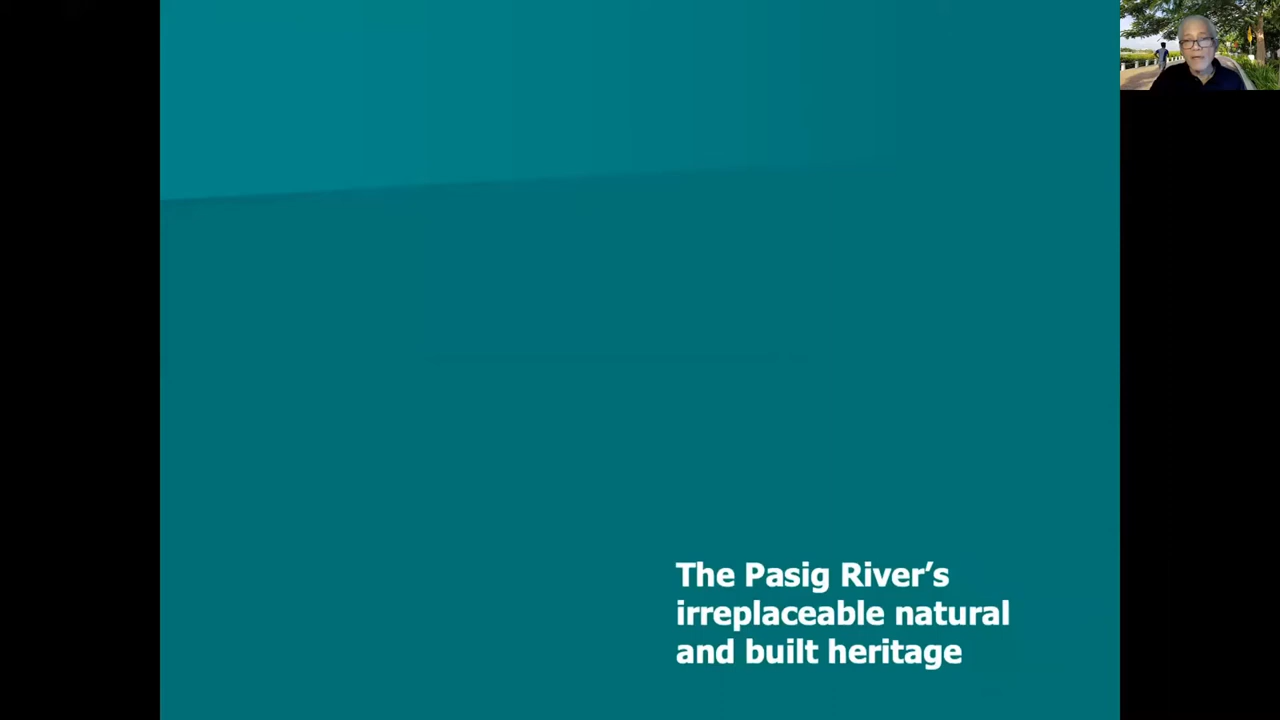 The Pasig River’s
irreplaceable natural
and built heritage